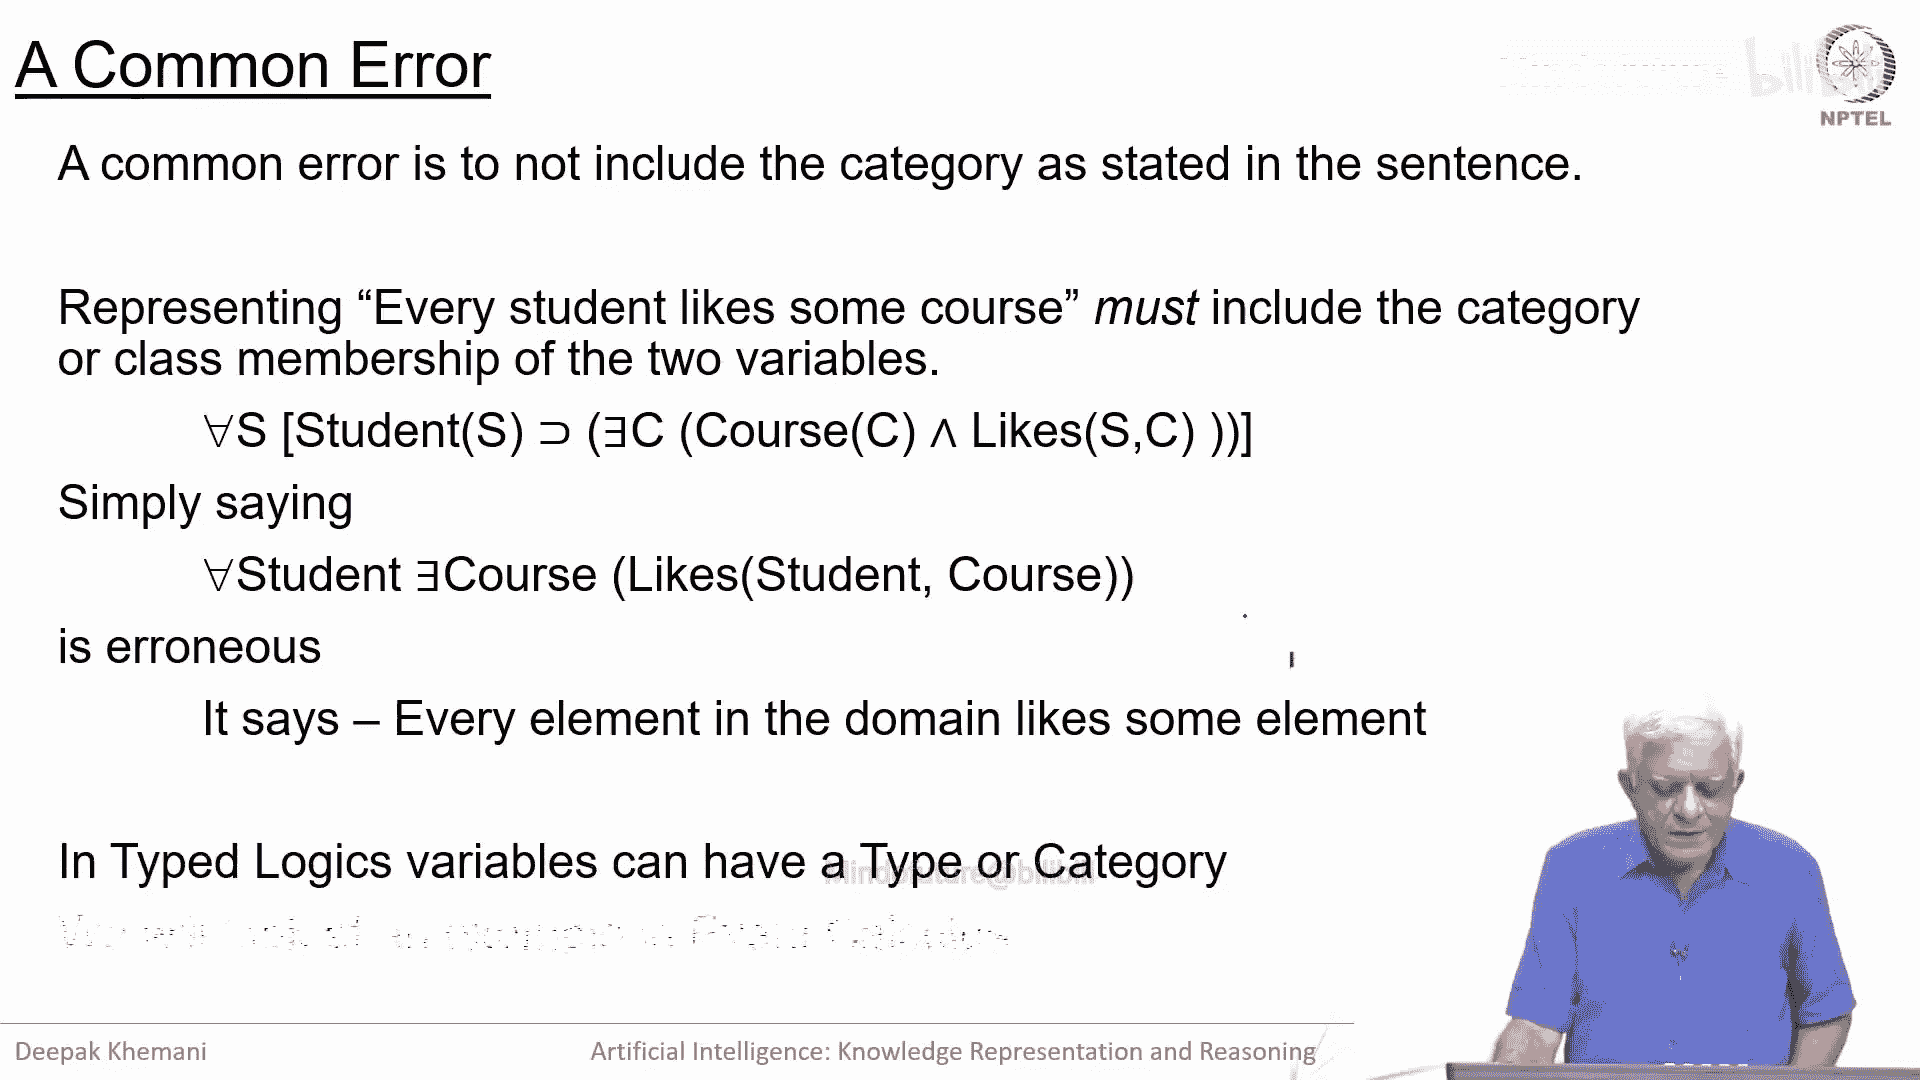 A Common Error
NPTEL
A common error is to not include the category as stated in the sentence.
Representing “Every student likes some course” must include the category
or class membership of the two variables.
∀S [Student(S) ⊃ (∃C (Course(C) ∧ Likes(S,C) ))]
Simply saying
∀Student ∃Course (Likes(Student, Course))
is erroneous
It says – Every element in the domain likes some element
In Typed Logics variables can have a Type or Category
Deepak Khemani
Artificial Intelligence: Knowledge Representation and Reasoning